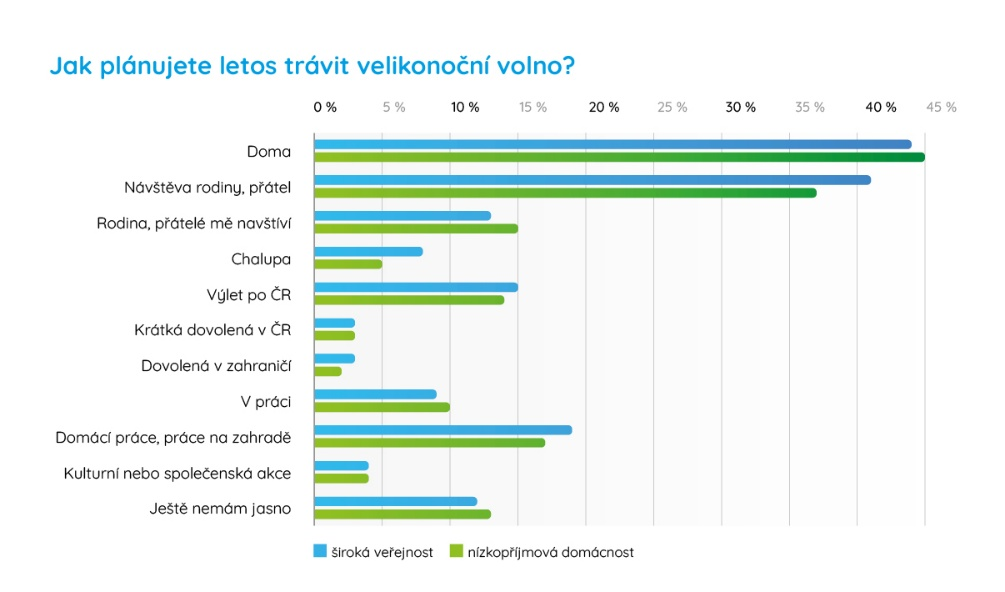 Jak plánujete letos trávit velikonoční volno?
0 % 5 % 10 % 15 % 20 % 25 % 30 % 35 % 40 % 45 %
Doma
Návštěva rodiny, přátel
Rodina, přátelé mě navštíví
Chalupa
Výlet po ČR
Krátká dovolená v ČR
Dovolená v zahraničí
V práci
Domácí práce, práce na zahradě
Kulturní nebo společenská akce
Ještě nemám jasno
široká veřejnost nízkopříjmová domácnost